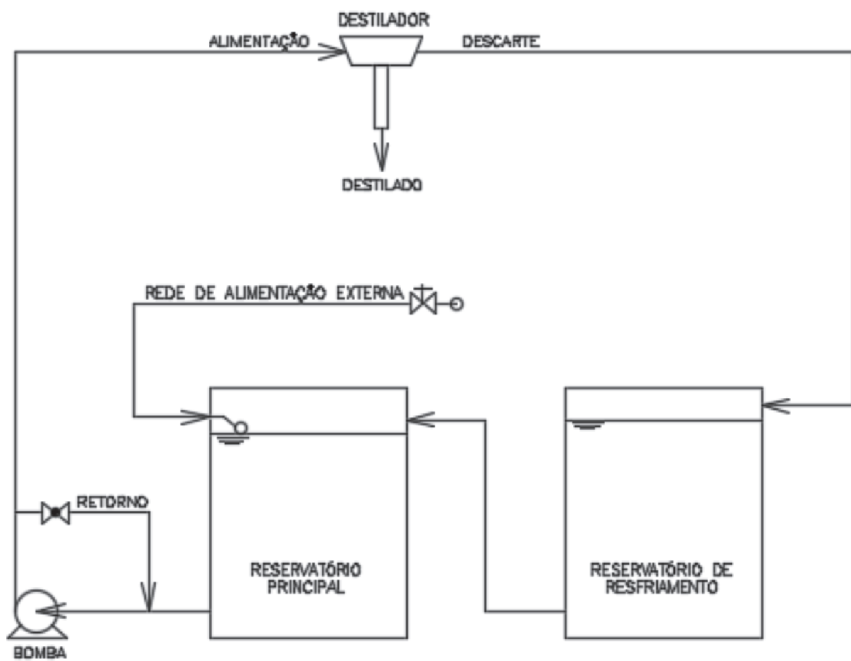 DESTILADOR
ALIMENTAÇÃO
DESCARTE
DESTILADO
REDE DE ALIMENTAÇÃO EXTERNA
RETORNO
RESERVATÓRIO
PRINCIPAL
RESERVATÓRIO DE
RESFRIAMENTO
BOMBA